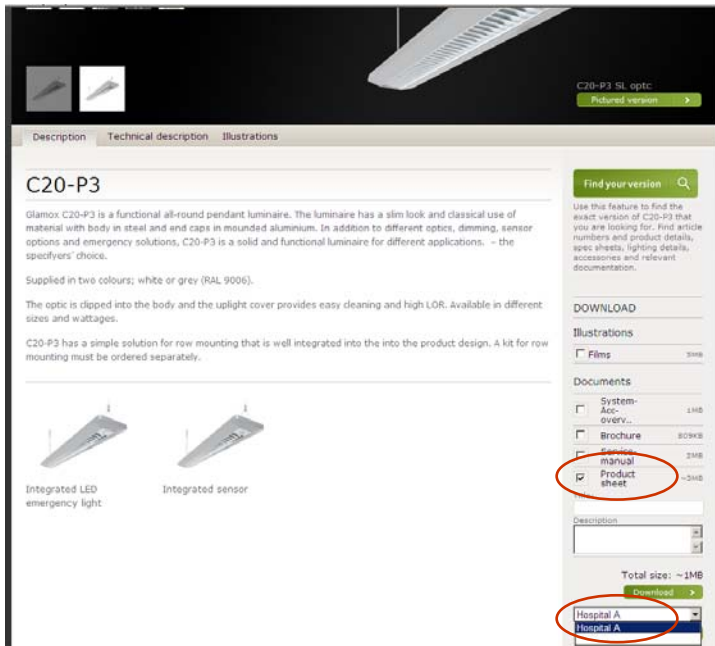 C20-P3 SL optc
Pictured version
Description Technical description Illustrations
C20-P3
Glamox C20-P3 is a functional all-round pendant luminaire. The luminaire has a slim look and classical use of
material with body in steel and end caps in mounded aluminium. In addition to different optics, dimming, sensor
options and emergency solutions, C20-P3 is a solid and functional luminaire for different applications. – the
specifyers' choice.
Supplied in two colours; white or grey (RAL 9006).
The optic is clipped into the body and the uplight cover provides easy cleaning and high LOR. Available in different
sizes and wattages.
C20-P3 has a simple solution for row mounting that is well integrated into the into the product design. A kit for row
mounting must be ordered separately.
Integrated LED
emergency light
Integrated sensor
Find your version
Use this feature to find the
exact version of C20-P3 that
you are looking for. Find article
numbers and product details,
spec sheets, lighting details,
accessories and relevant
documentation.
DOWNLOAD
Illustrations
Films 3MB
Documents
System-
Acc-
overv.. 1MB
Brochure 809KB
Service-
manual 2MB
Product
sheet ~3MB
Description
Total size: ~1MB
Download
Hospital A
Hospital A